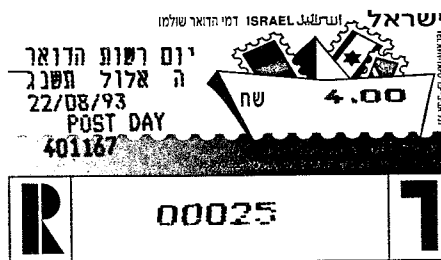 ישראל اسرائيل ISRAEL דמי הדואר שולמו
יום רשות הדואר
ה אלול תשנג
22/08/93
POST DAY
401167
שח 4.00
R 00025 ר